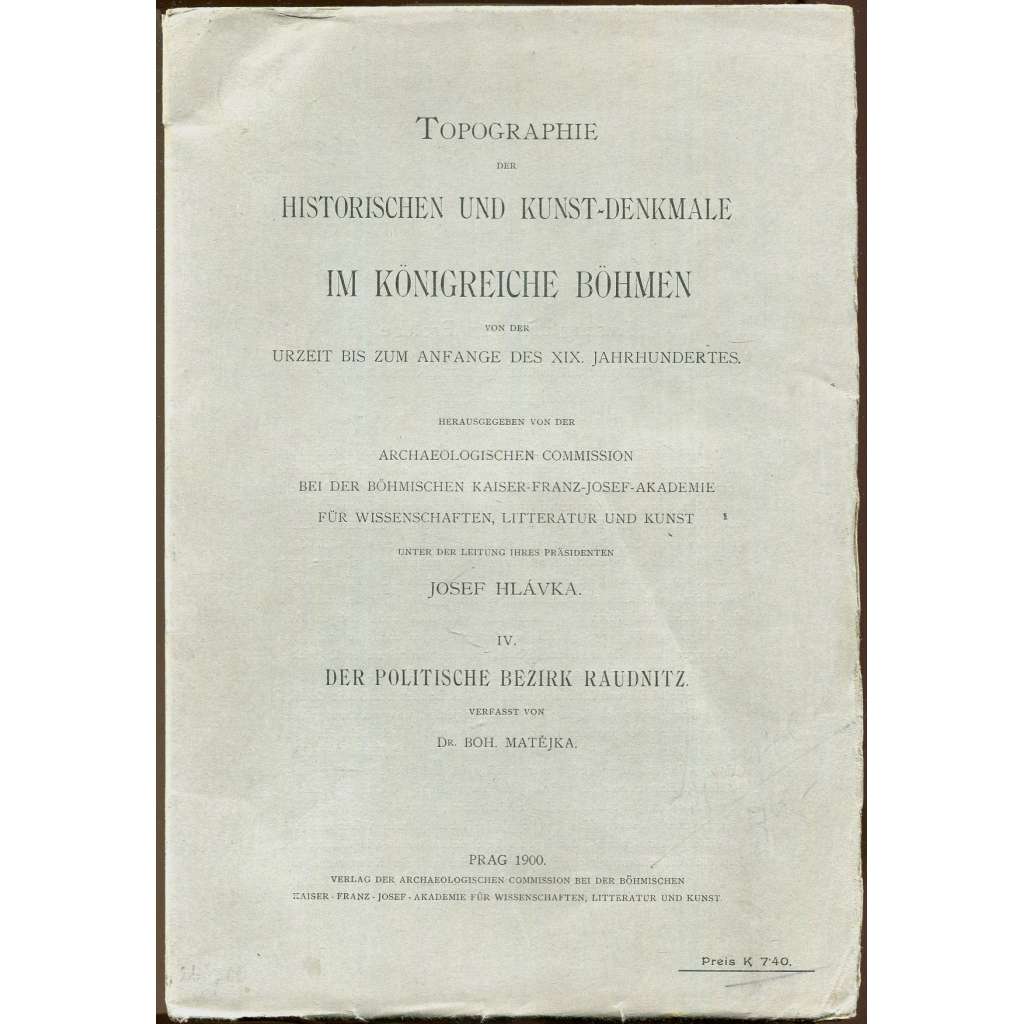 TOPOGRAPHIE
DER
HISTORISCHEN UND KUNST-DENKMALE
IM KÖNIGREICHE BÖHMEN
VON DER
URZEIT BIS ZUM ANFANGE DES XIX. JAHRHUNDERTES.
HERAUSGEGEBEN VON DER
ARCHAEOLOGISCHEN COMMISSION
BEI DER BÖHMISCHEN KAISER-FRANZ-JOSEF-AKADEMIE
FÜR WISSENSCHAFTEN, LITTERATUR UND KUNST
UNTER DER LEITUNG IHRES PRÄSIDENTEN
JOSEF HLÁVKA.
IV.
DER POLITISCHE BEZIRK RAUDNITZ.
VERFASST VON
DR. BOH. MATĚJKA.
PRAG 1900.
VERLAG DER ARCHAEOLOGISCHEN COMMISSION BEI DER BÖHMISCHEN
KAISER-FRANZ-JOSEF-AKADEMIE FÜR WISSENSCHAFTEN, LITTERATUR UND KUNST.
Preis K 7·40.